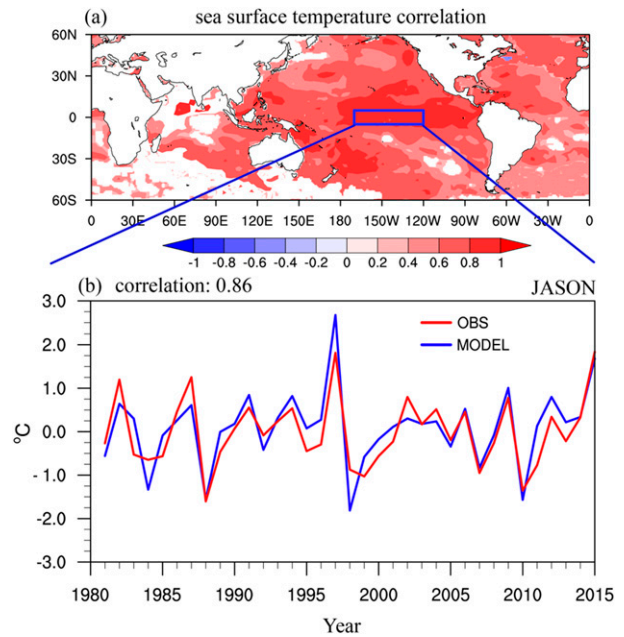 (a) sea surface temperature correlation
60N
30N
0
30S
60S
0 30E 60E 90E 120E 150E 180 150W 120W 90W 60W 30W 0
-1 -0.8 -0.6 -0.4 -0.2 0 0.2 0.4 0.6 0.8 1
(b) correlation: 0.86 JASON
3.0
2.0
1.0
0.0
-1.0
-2.0
-3.0
°C
OBS
MODEL
1980 1985 1990 1995 2000 2005 2010 2015
Year